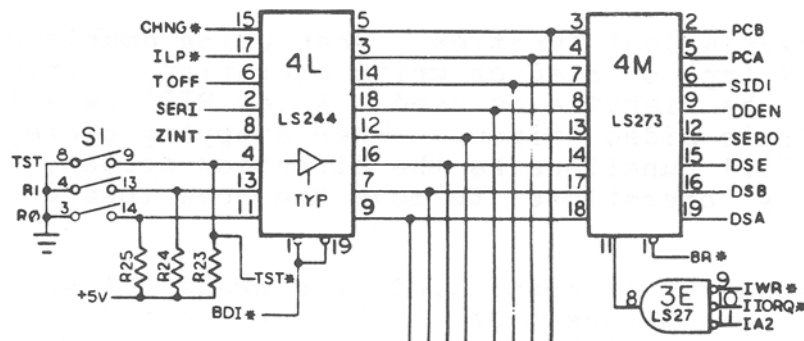 CHNG* 15 5 3 2 PCB
ILP* 17 4L 3 4 4M 5 PCA
TOFF 6 14 7 6 SIDI
SERI 2 LS244 18 8 LS273 9 DDEN
ZINT 8 12 13 12 SERO
S1
TST 8 9 4 16 14 15 DSE
R1 4 13 13 TYP 7 17 16 DSB
RØ 3 14 11 9 18 19 DSA
19 11 1
R25 R24 R23 TST* BR*
+5V BDI*
8 3E 9 IWR*
LS27 10 IIORQ*
11 IA2